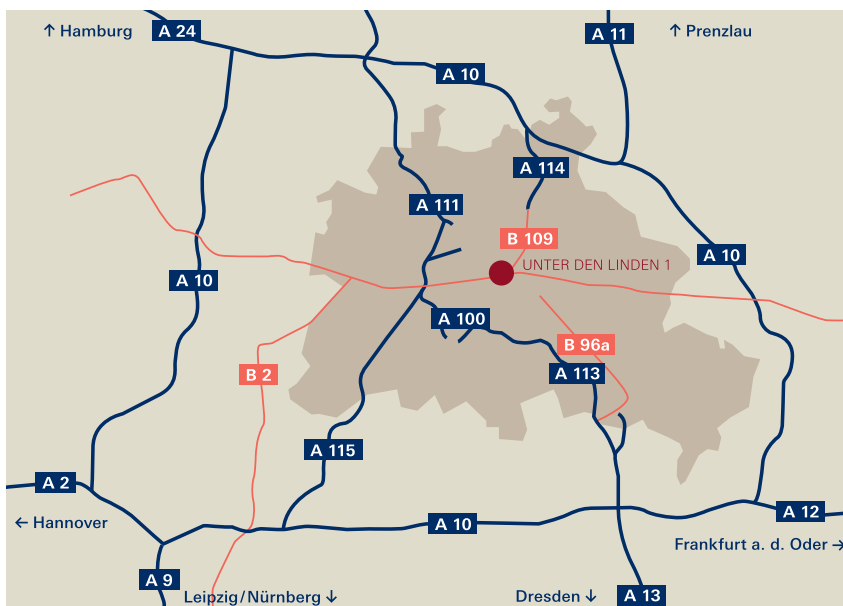 ↑ Hamburg
A 24
A 11
↑ Prenzlau
A 10
A 114
A 111
B 109
A 10
UNTER DEN LINDEN 1
A 10
A 100
B 96a
B 2
A 113
A 115
A 2
A 12
← Hannover
A 10
Frankfurt a. d. Oder →
A 9
Leipzig/Nürnberg ↓
Dresden ↓
A 13